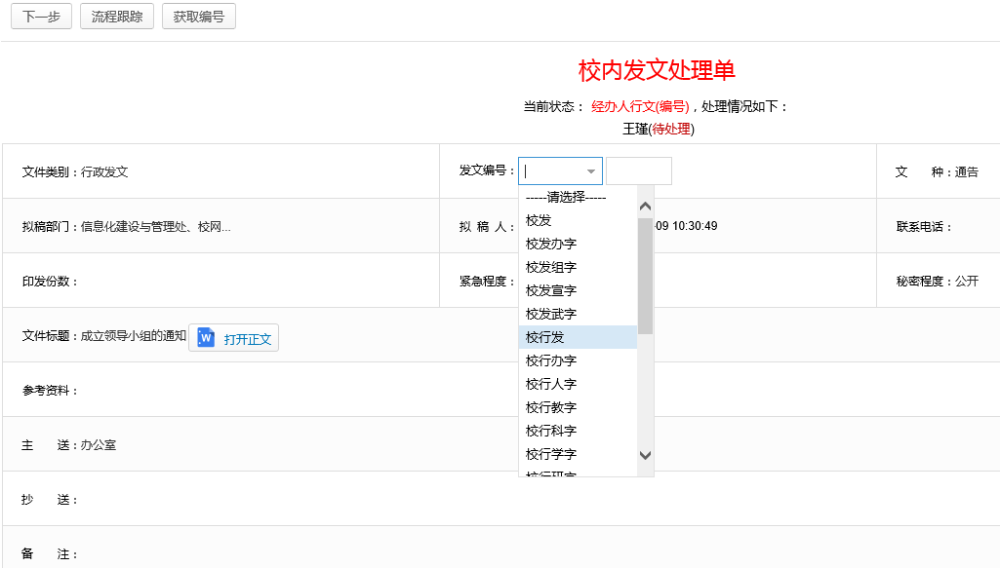 下一步 流程跟踪 获取编号
校内发文处理单
当前状态： 经办人行文(编号)，处理情况如下：
王瑾(待处理)
文件类别：行政发文 发文编号： 文 种：通告
-----请选择-----
校发
拟稿部门：信息化建设与管理处、校网... 拟 稿 人： -09 10:30:49 联系电话：
校发办字
校发组字
印发份数： 紧急程度： 秘密程度：公开
校发宣字
校发武字
文件标题：成立领导小组的通知 打开正文
校行发
校行办字
校行人字
参考资料：
校行教字
校行科字
主 送：办公室
校行学字
抄 送：
备 注：